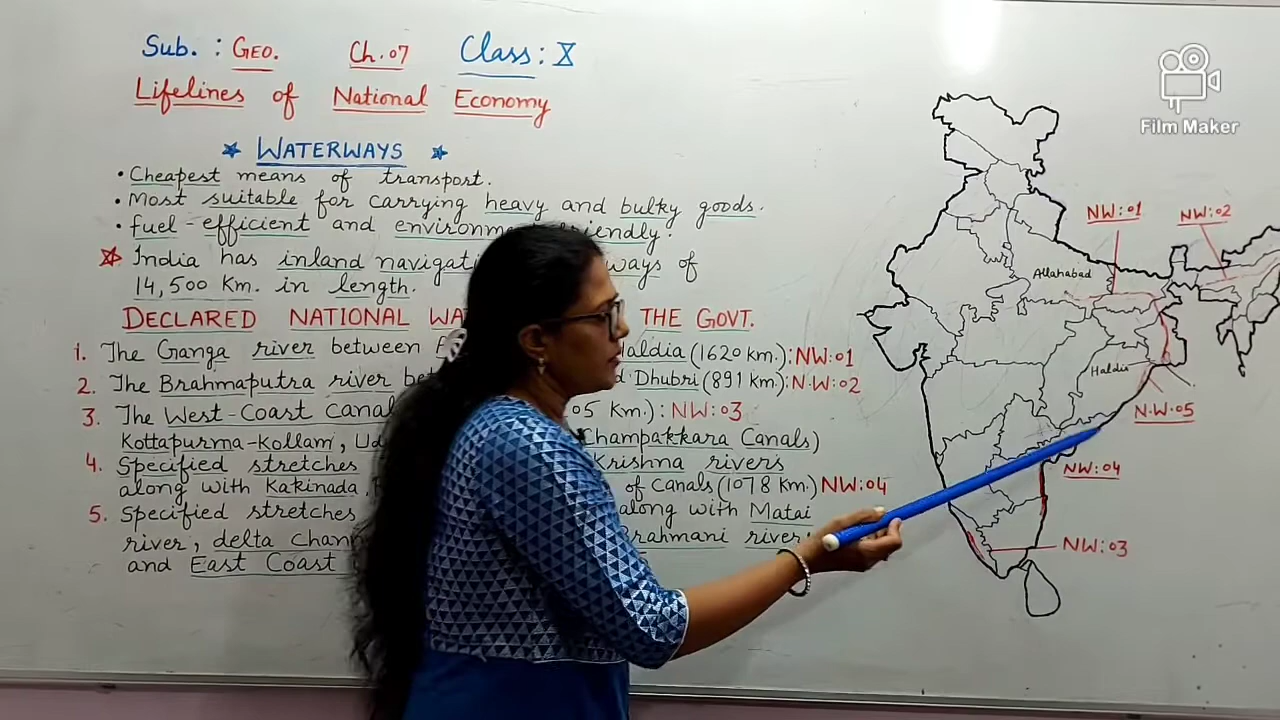 Sub. : GEO. Ch.07 Class: X
Lifelines of National Economy
WATERWAYS
• Cheapest means of transport.
• Most suitable for carrying heavy and bulky goods.
• fuel-efficient and friendly.
India has inland of
14,500 Km. in length.
DECLARED NATIONAL THE GOVT.
1. The Ganga river between Haldia (1620 km.): NW:01
2. The Brahmaputra river Dhubri (891 km.): N.W:02
3. The West-Coast Canal 05 Km.): NW:03
Kottapurma-Kollam, Champakkara Canals)
4. Specified stretches Krishna rivers
along with Kakinada, of Canals (1078 Km.) NW:04
5. Specified stretches along with Matai
river, delta river
and East Coast
Film Maker
NW:01
NW:02
Allahabad
Haldia
N.W.05
NW:04
NW:03